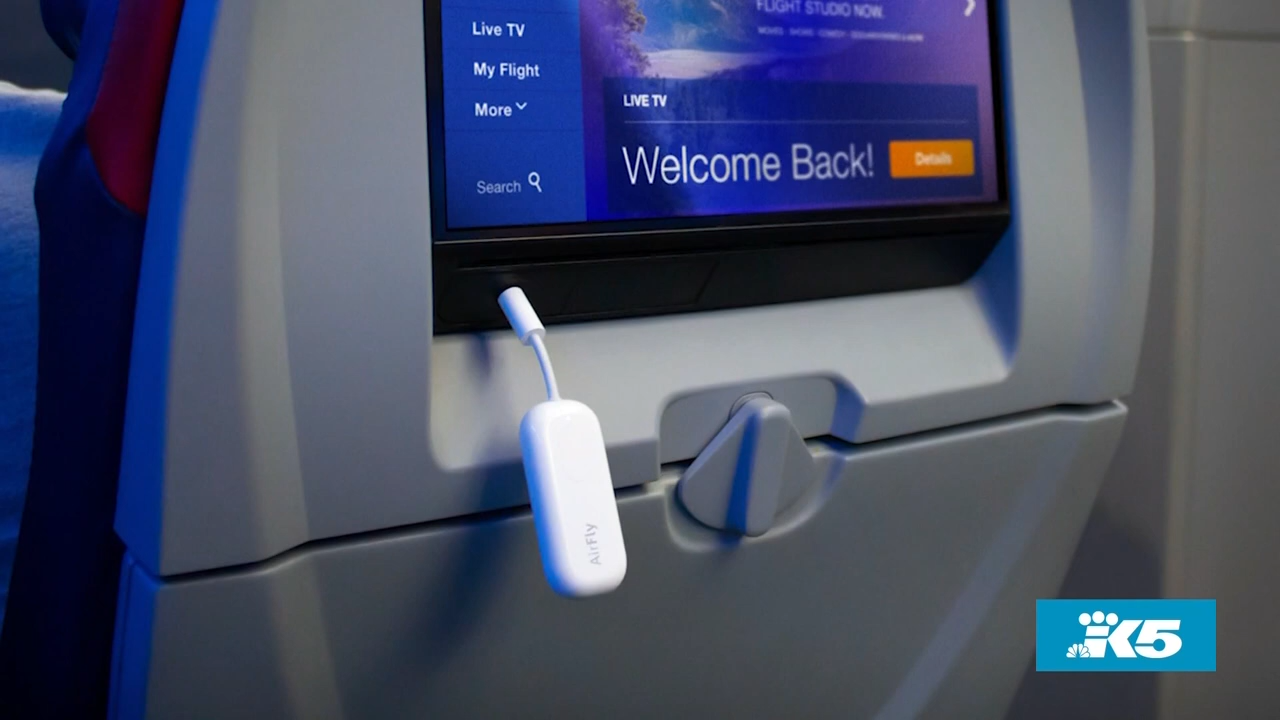 Live TV
My Flight
More
Search
FLIGHT STUDIO NOW.
LIVE TV
Welcome Back!
Details
AirFly
K5